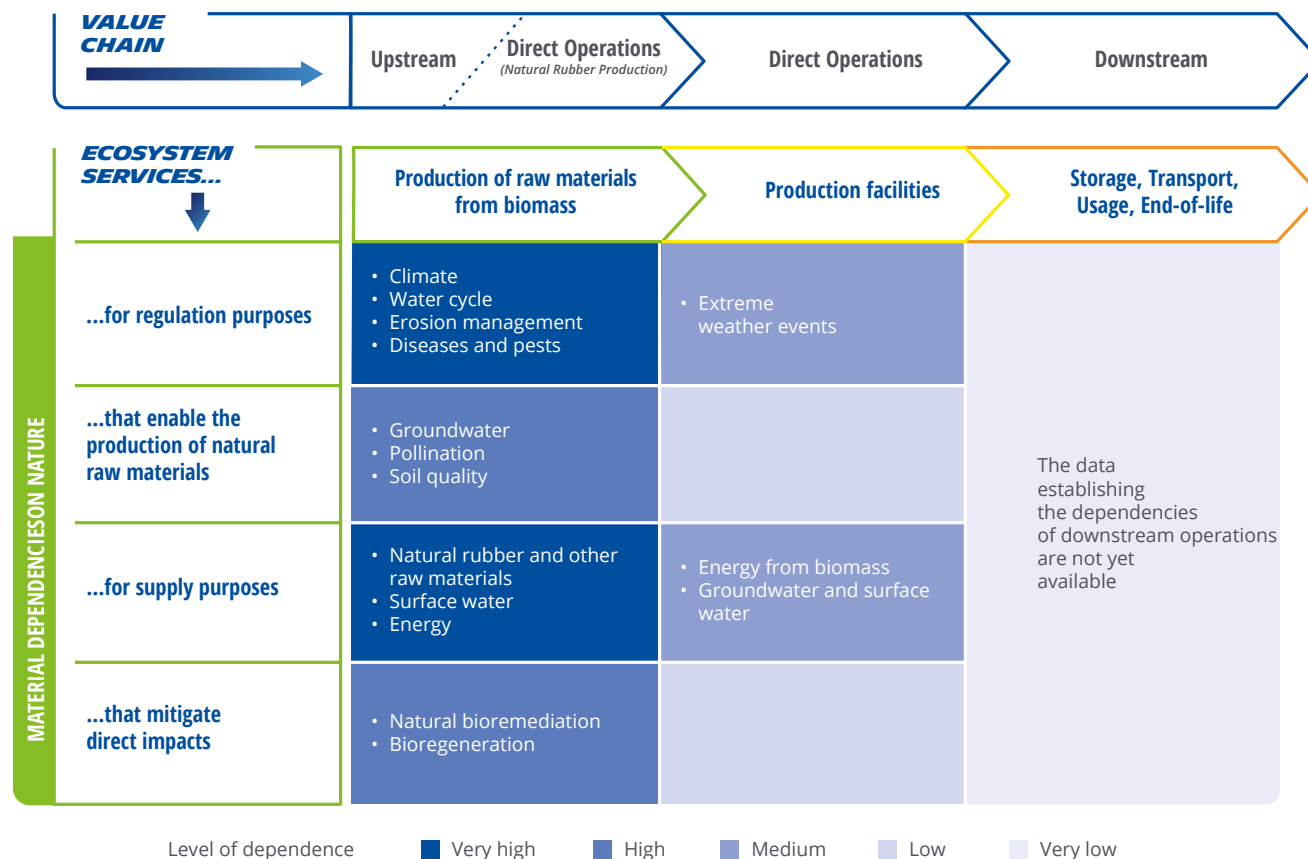 VALUE
CHAIN
Upstream
Direct Operations
(Natural Rubber Production)
Direct Operations
Downstream
ECOSYSTEM
SERVICES...
Production of raw materials
from biomass
Production facilities
Storage, Transport,
Usage, End-of-life
MATERIAL DEPENDENCIESON NATURE
...for regulation purposes
• Climate
• Water cycle
• Erosion management
• Diseases and pests
• Extreme
weather events
...that enable the
production of natural
raw materials
• Groundwater
• Pollination
• Soil quality
...for supply purposes
• Natural rubber and other
raw materials
• Surface water
• Energy
• Energy from biomass
• Groundwater and surface
water
...that mitigate
direct impacts
• Natural bioremediation
• Bioregeneration
The data
establishing
the dependencies
of downstream operations
are not yet
available
Level of dependence
Very high
High
Medium
Low
Very low